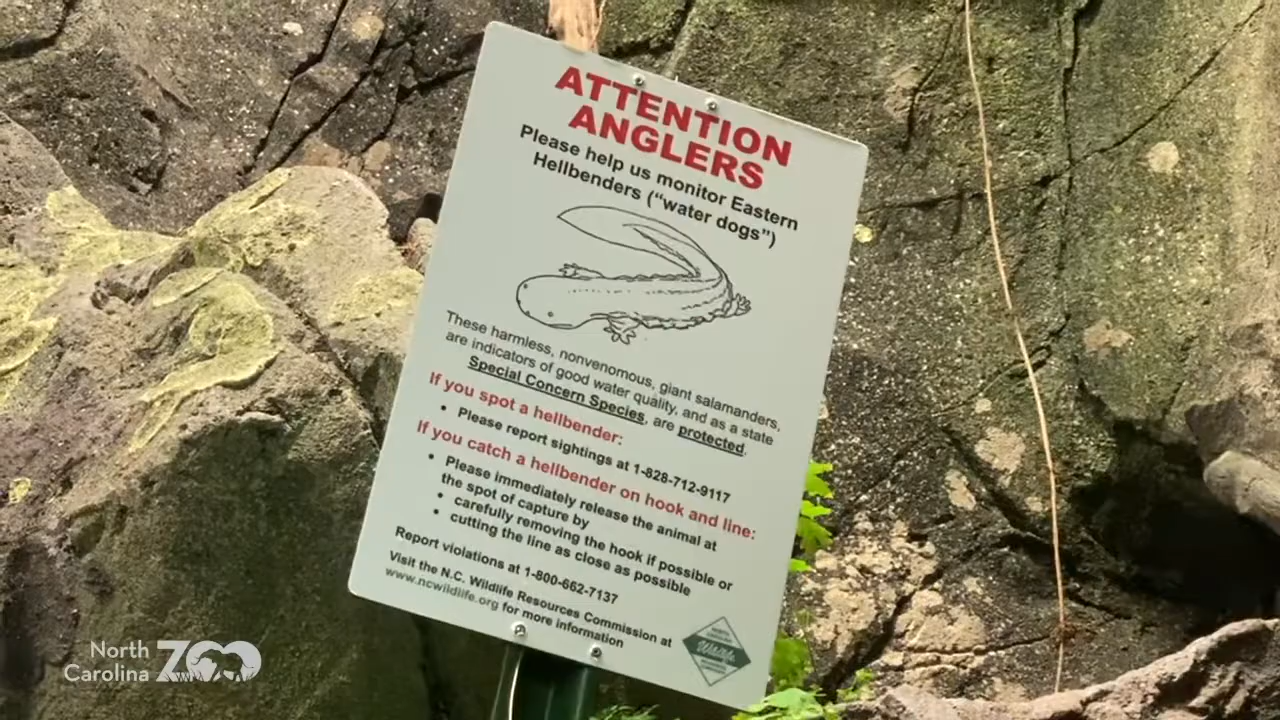 ATTENTION
ANGLERS
Please help us monitor Eastern
Hellbenders ("water dogs")
These harmless, nonvenomous, giant salamanders,
are indicators of good water quality, and as a state
Special Concern Species, are protected.
If you spot a hellbender:
• Please report sightings at 1-828-712-9117
If you catch a hellbender on hook and line:
• Please immediately release the animal at
the spot of capture by
• carefully removing the hook if possible or
• cutting the line as close as possible
Report violations at 1-800-662-7137
Visit the N.C. Wildlife Resources Commission at
www.ncwildlife.org for more information
North
Carolina
ZOO